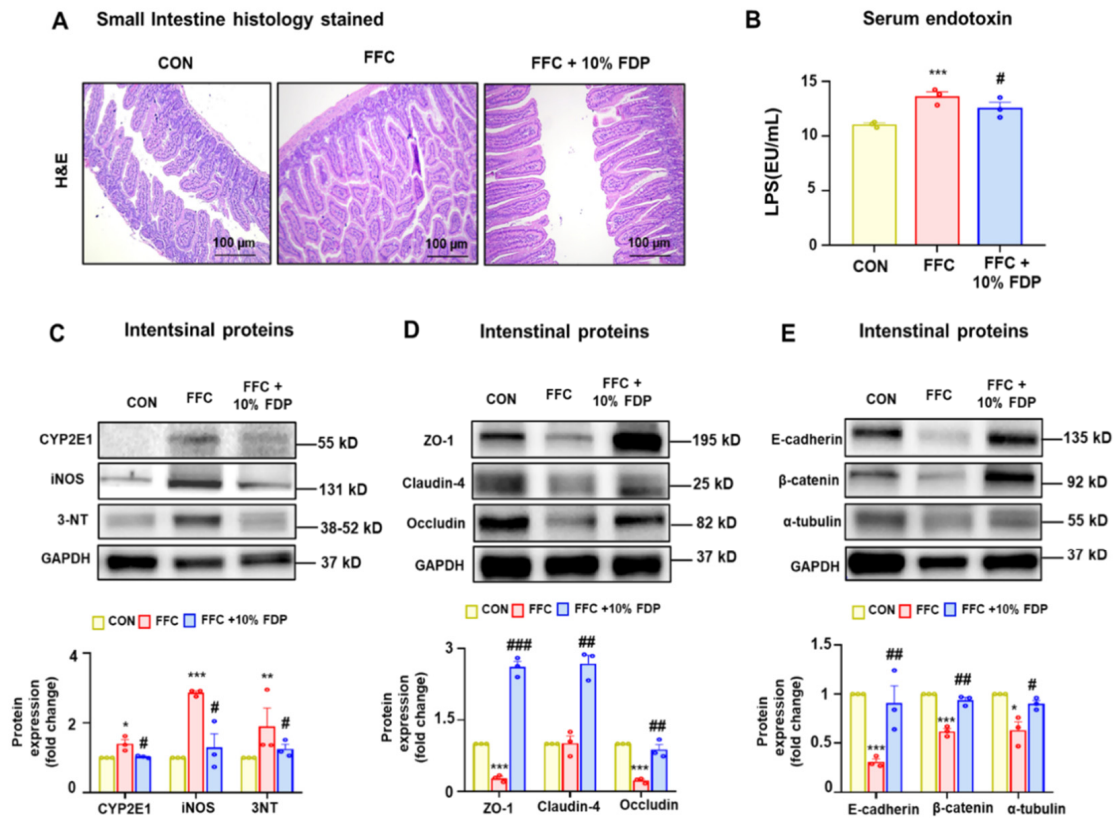 A Small Intestine histology stained
CON FFC FFC + 10% FDP
H&E
100 µm 100 µm 100 µm
B Serum endotoxin
LPS(EU/mL)
15
10
5
0
*** #
CON FFC FFC +
10% FDP
C Intentsinal proteins
CON FFC FFC +
10% FDP
CYP2E1 55 kD
iNOS 131 kD
3-NT 38-52 kD
GAPDH 37 kD
CON FFC FFC +10% FDP
Protein
expression
(fold change)
4
2
0
* # *** # ** #
CYP2E1 iNOS 3NT
D Intenstinal proteins
CON FFC FFC +
10% FDP
ZO-1 195 kD
Claudin-4 25 kD
Occludin 82 kD
GAPDH 37 kD
CON FFC FFC +10% FDP
Protein
expression
(fold change)
3
2
0
*** ### ## *** ##
ZO-1 Claudin-4 Occludin
E Intenstinal proteins
CON FFC FFC +
10% FDP
E-cadherin 135 kD
β-catenin 92 kD
α-tubulin 55 kD
GAPDH 37 kD
CON FFC FFC +10% FDP
Protein
expression
(fold change)
1.5
1
0.5
0
*** ## *** ## * #
E-cadherin β-catenin α-tubulin